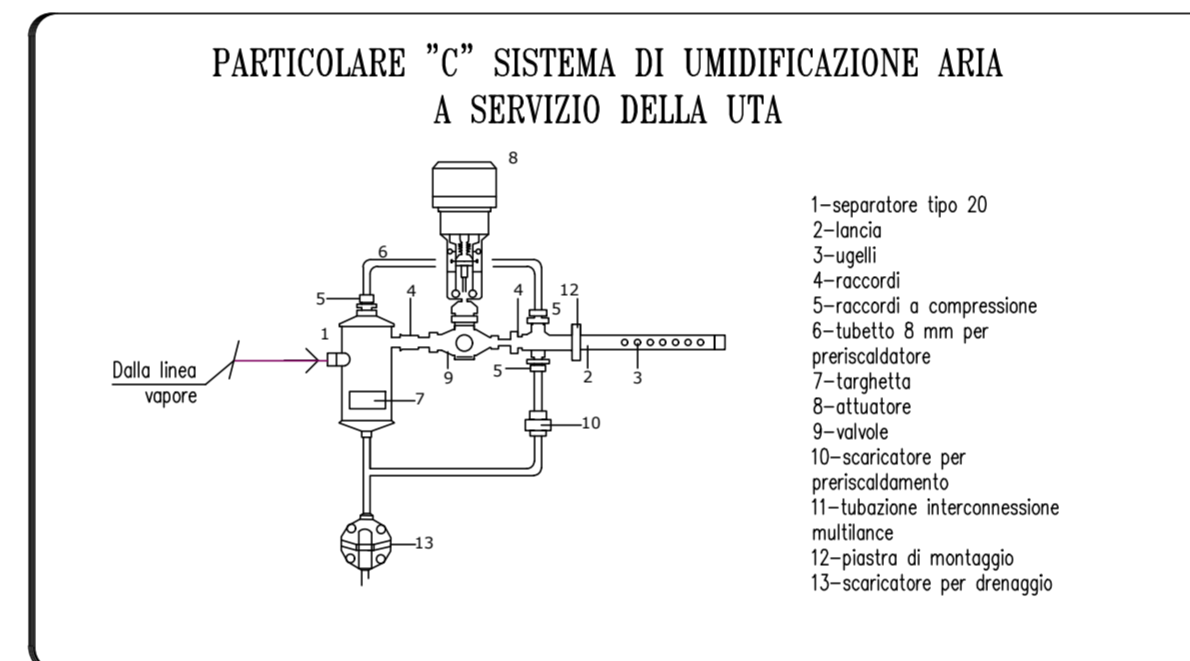 PARTICOLARE "C" SISTEMA DI UMIDIFICAZIONE ARIA
A SERVIZIO DELLA UTA
8
6
5
4
4
12
5
1
Dalla linea
vapore
9
5
2
3
7
10
13
1-separatore tipo 20
2-lancia
3-ugelli
4-raccordi
5-raccordi a compressione
6-tubetto 8 mm per
preriscaldatore
7-targhetta
8-attuatore
9-valvole
10-scaricatore per
preriscaldamento
11-tubazione interconnessione
multilance
12-piastra di montaggio
13-scaricatore per drenaggio